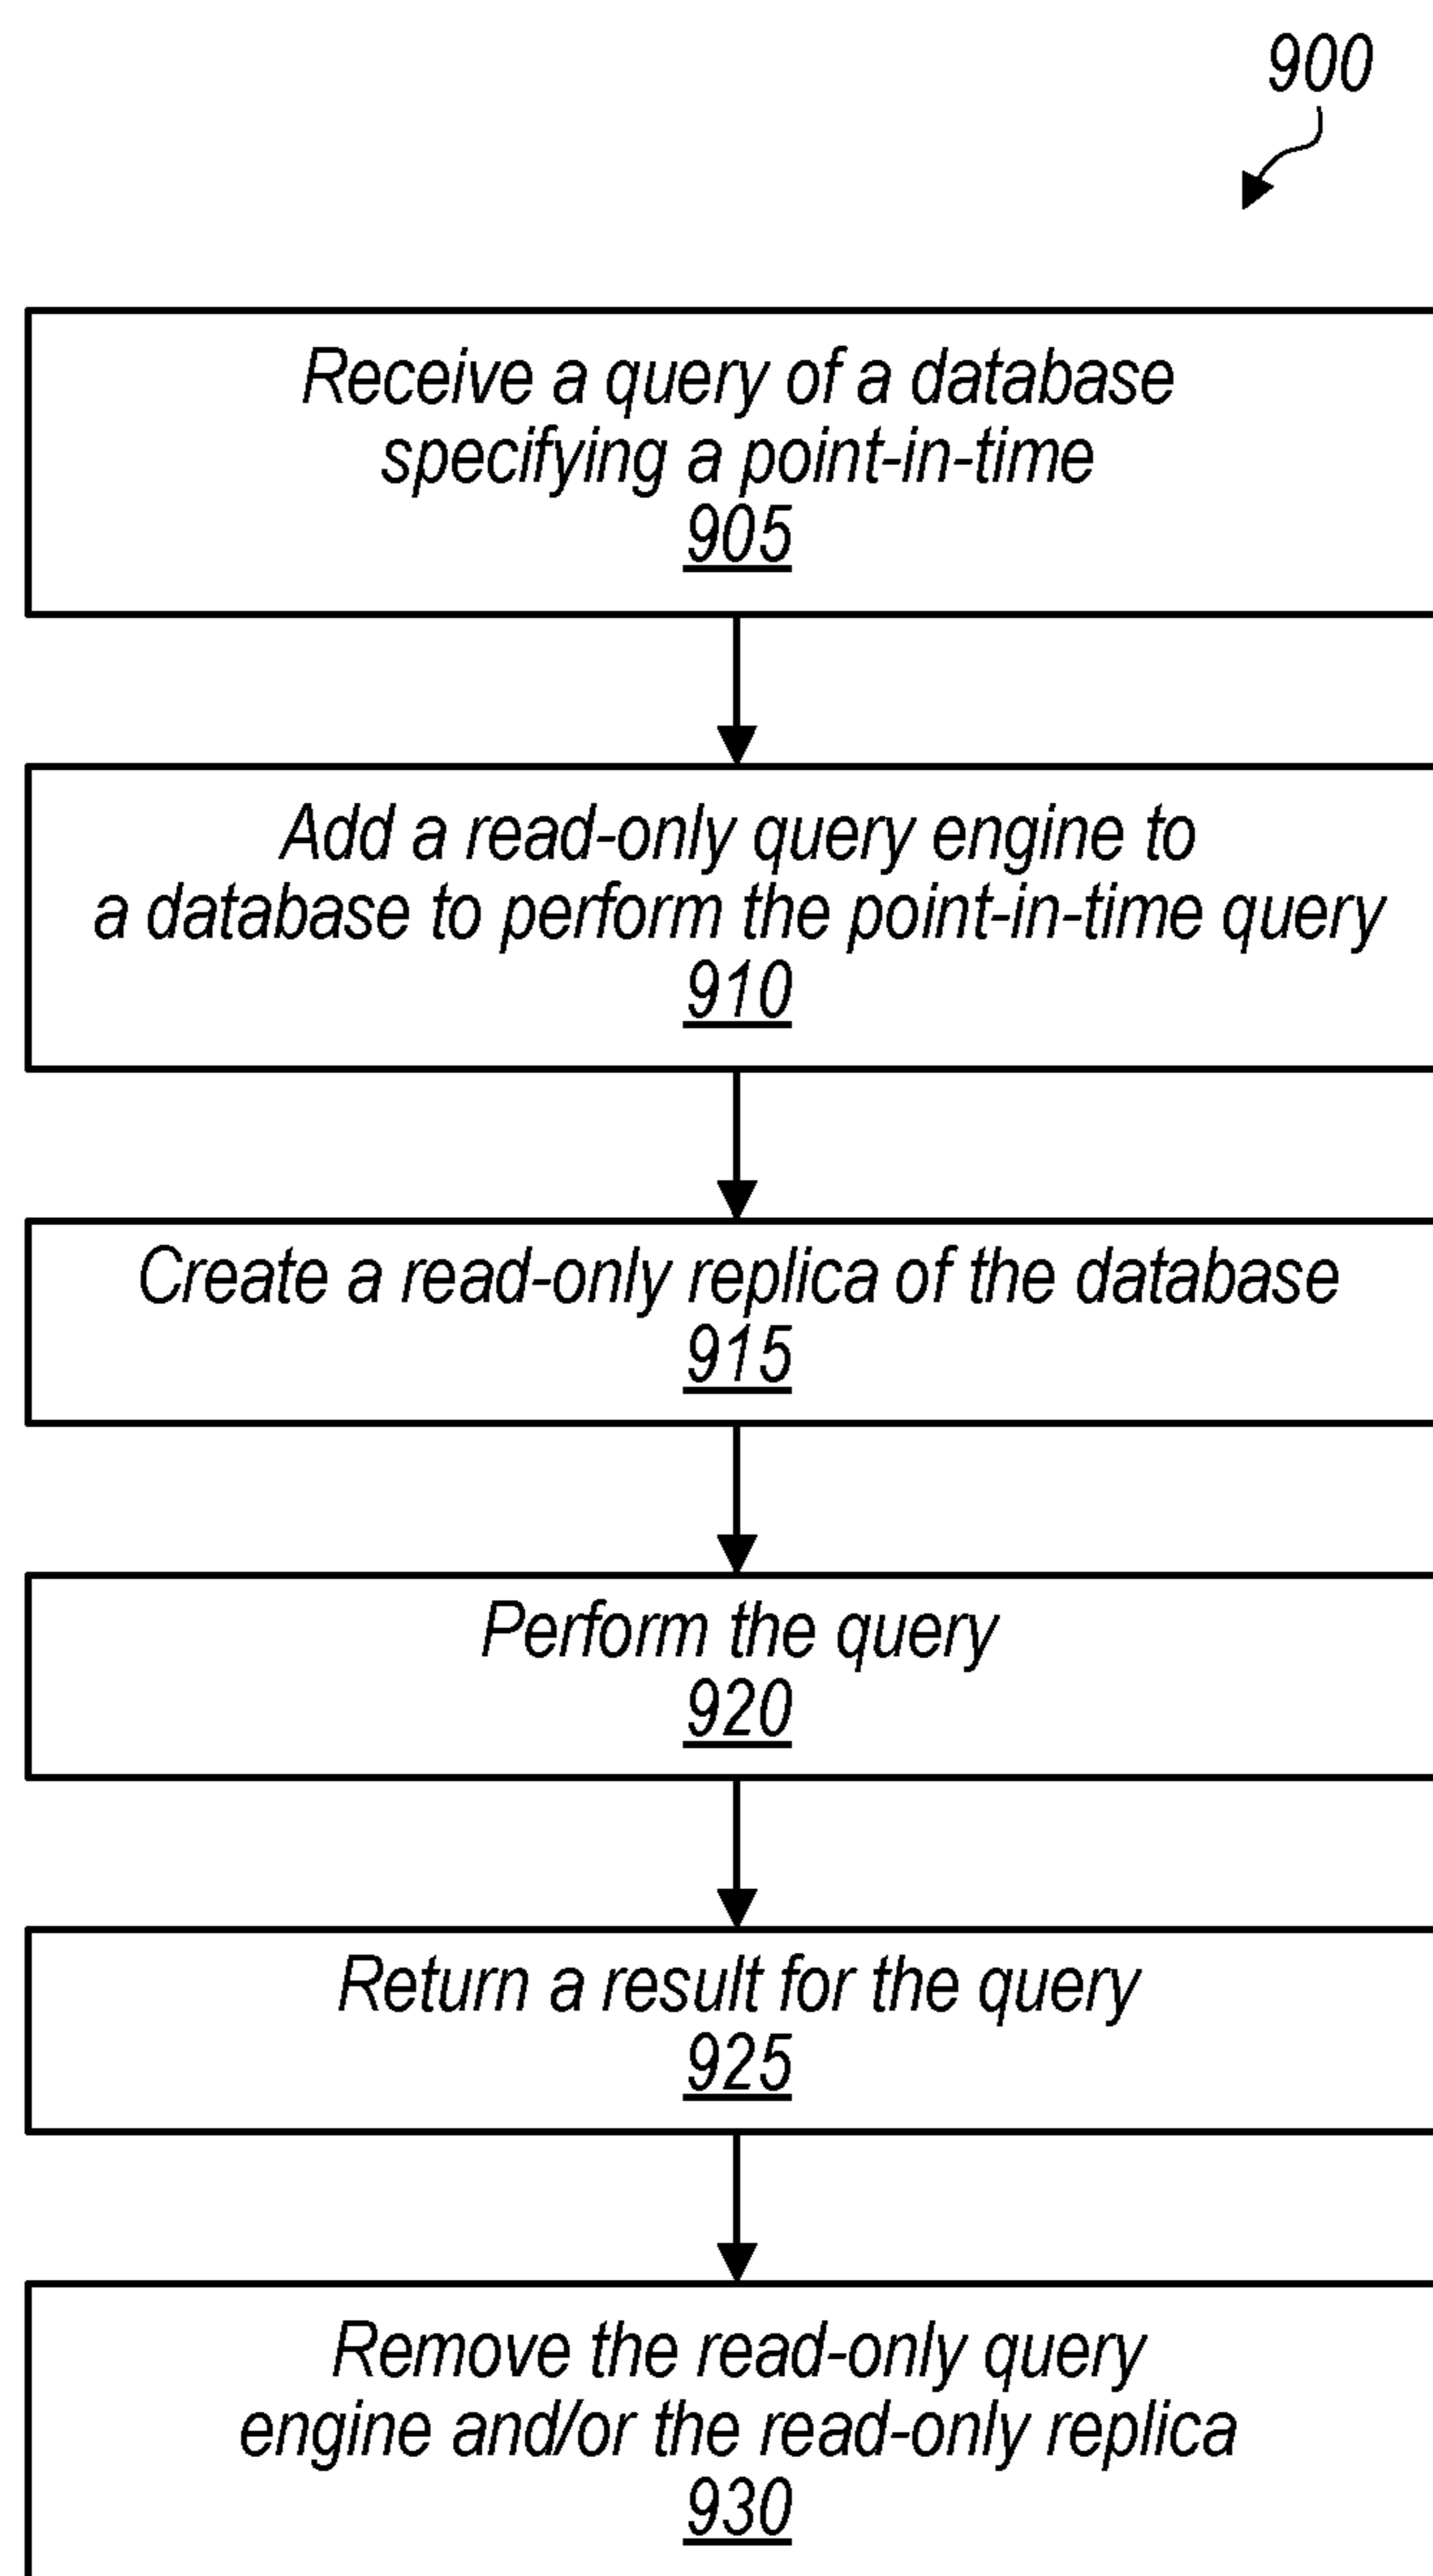 900
Receive a query of a database
specifying a point-in-time
905
Add a read-only query engine to
a database to perform the point-in-time query
910
Create a read-only replica of the database
915
Perform the query
920
Return a result for the query
925
Remove the read-only query
engine and/or the read-only replica
930